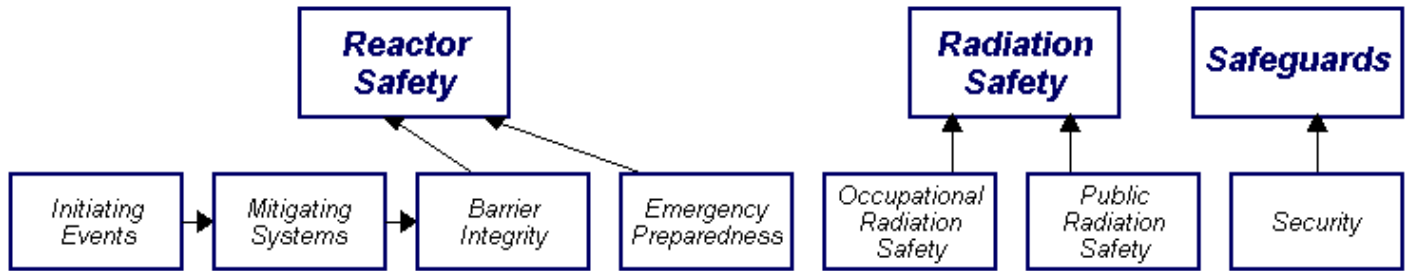 Reactor
Safety
Radiation
Safety
Safeguards
Initiating
Events
Mitigating
Systems
Barrier
Integrity
Emergency
Preparedness
Occupational
Radiation
Safety
Public
Radiation
Safety
Security